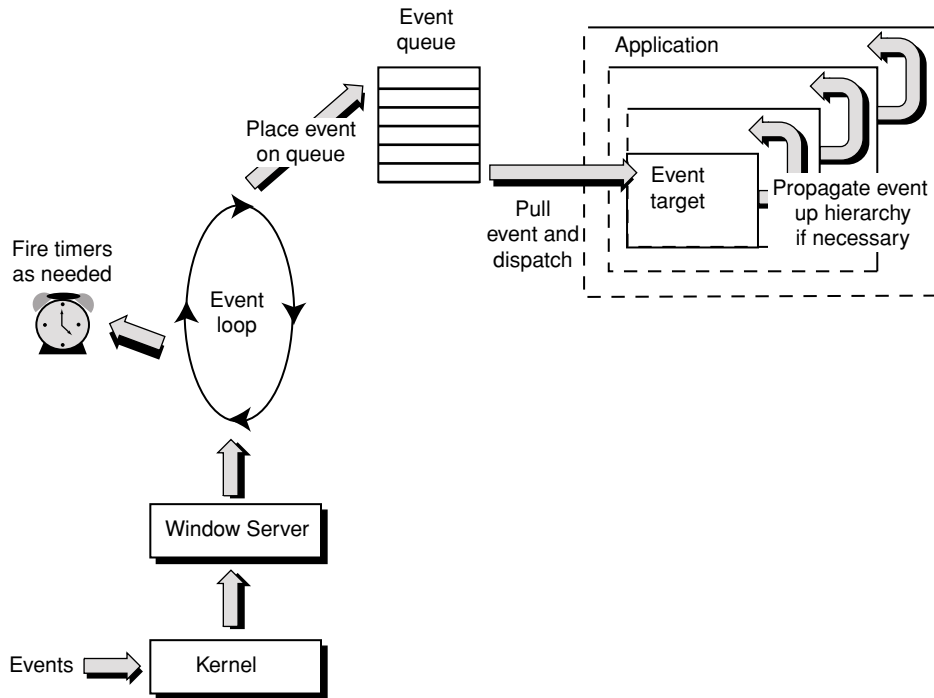 Event
queue
Application
Place event
on queue
Event
target
Propagate event
up hierarchy
if necessary
Pull
event and
dispatch
Fire timers
as needed
Event
loop
Window Server
Events
Kernel